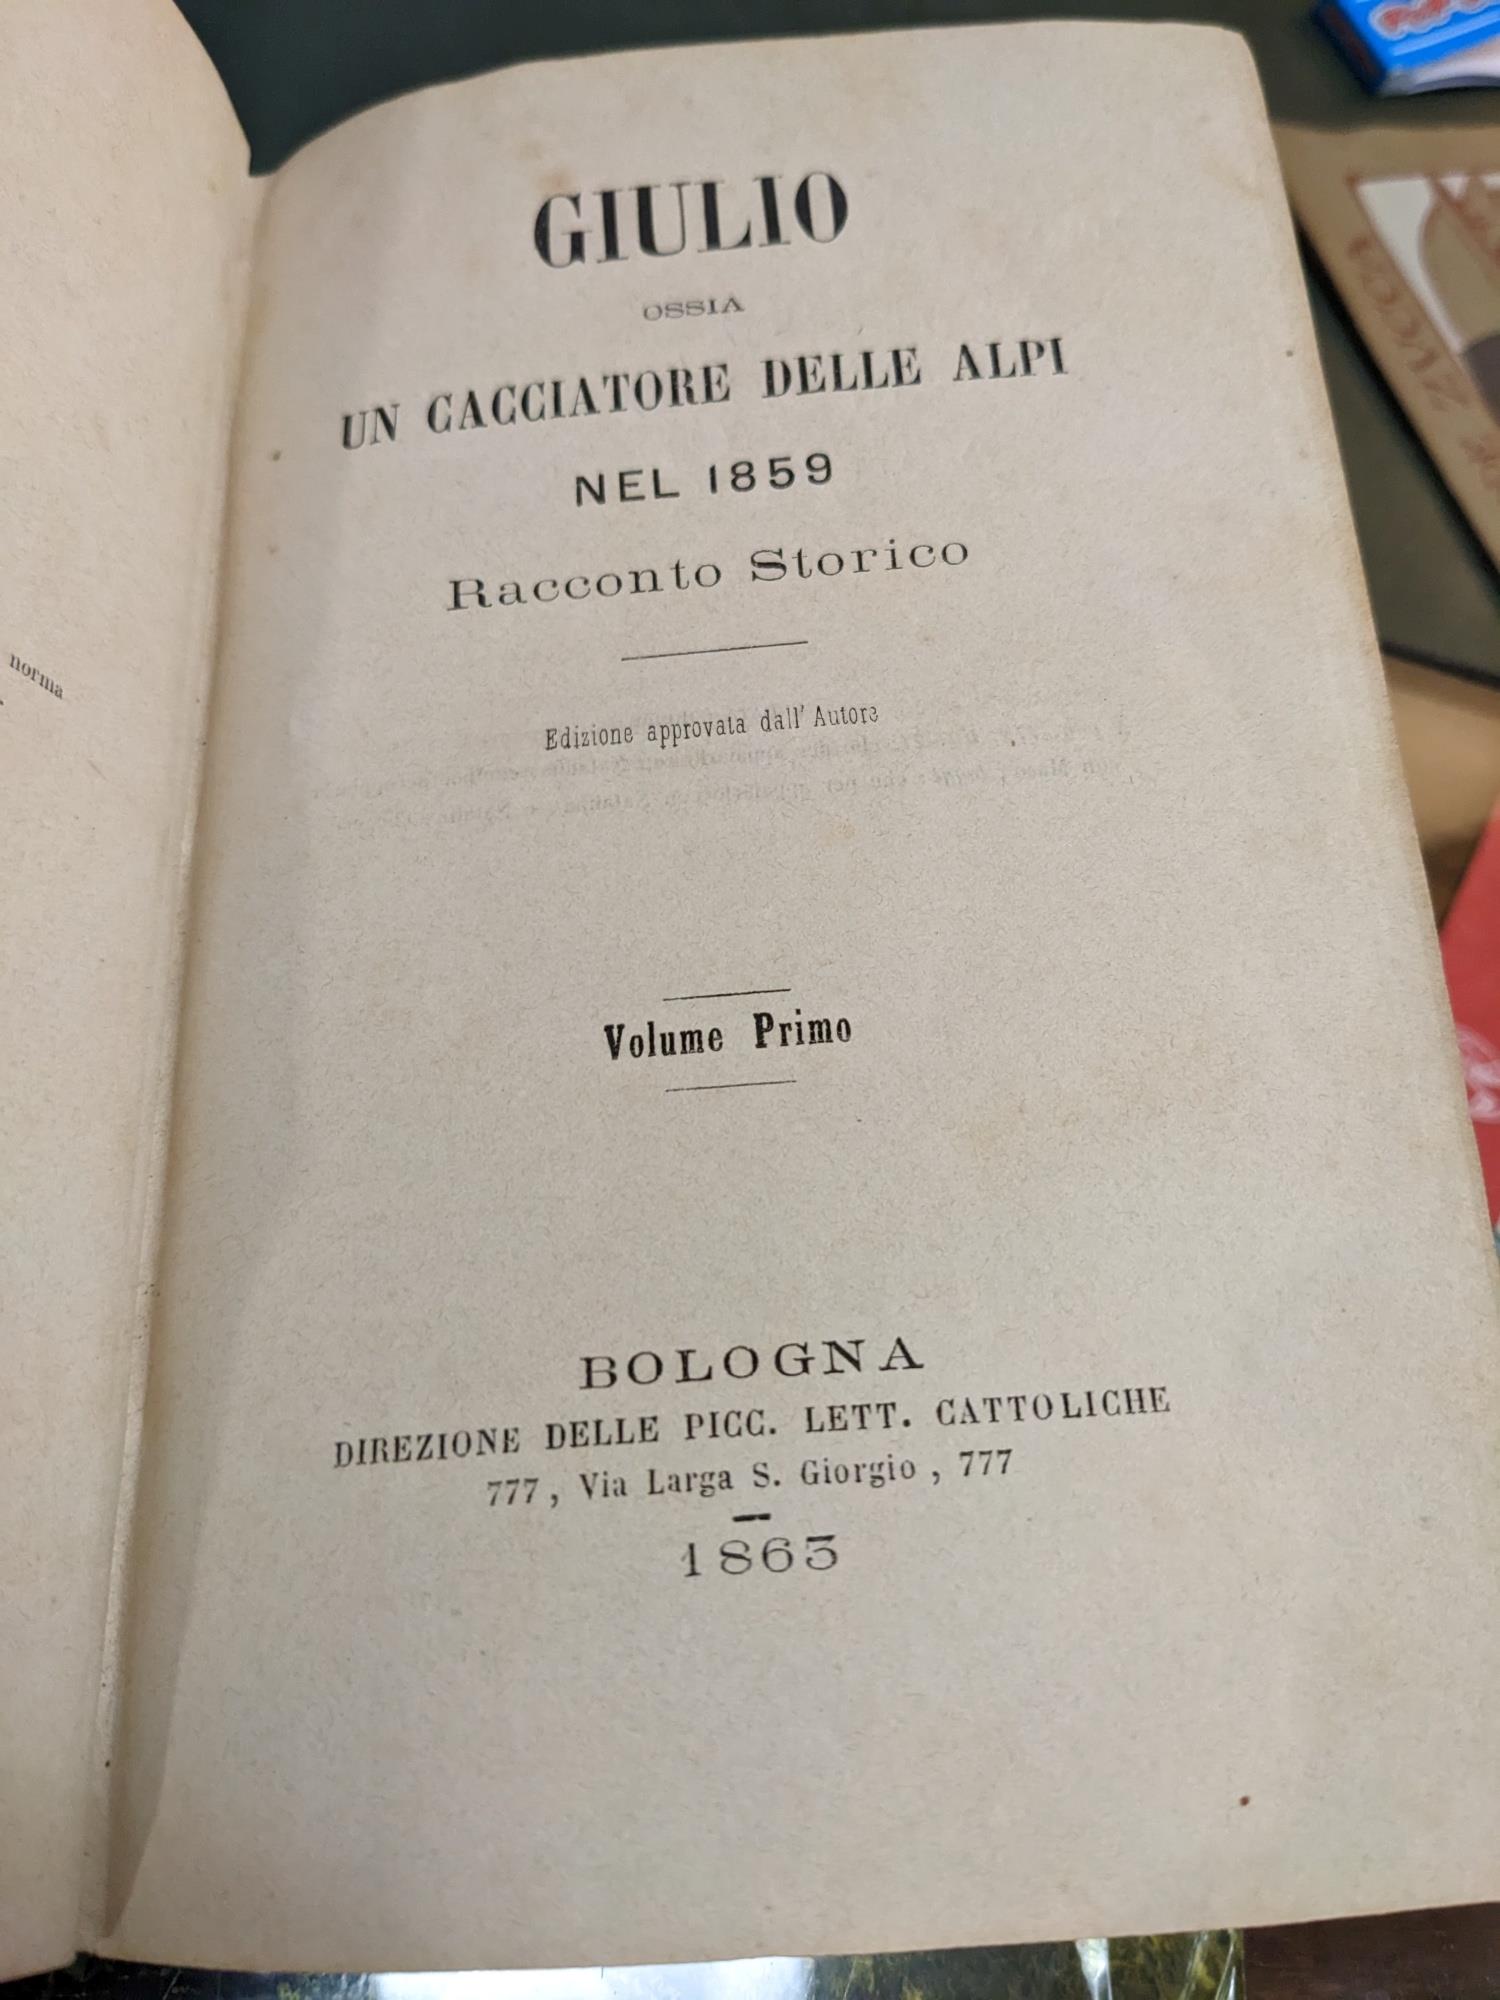 norma
GIULIO
OSSIA
UN CACCIATORE DELLE ALPI
NEL 1859
Racconto Storico
Edizione approvata dall' Autore
Volume Primo
BOLOGNA
DIREZIONE DELLE PICC. LETT. CATTOLICHE
777, Via Larga S. Giorgio, 777
1863
ZUCCA